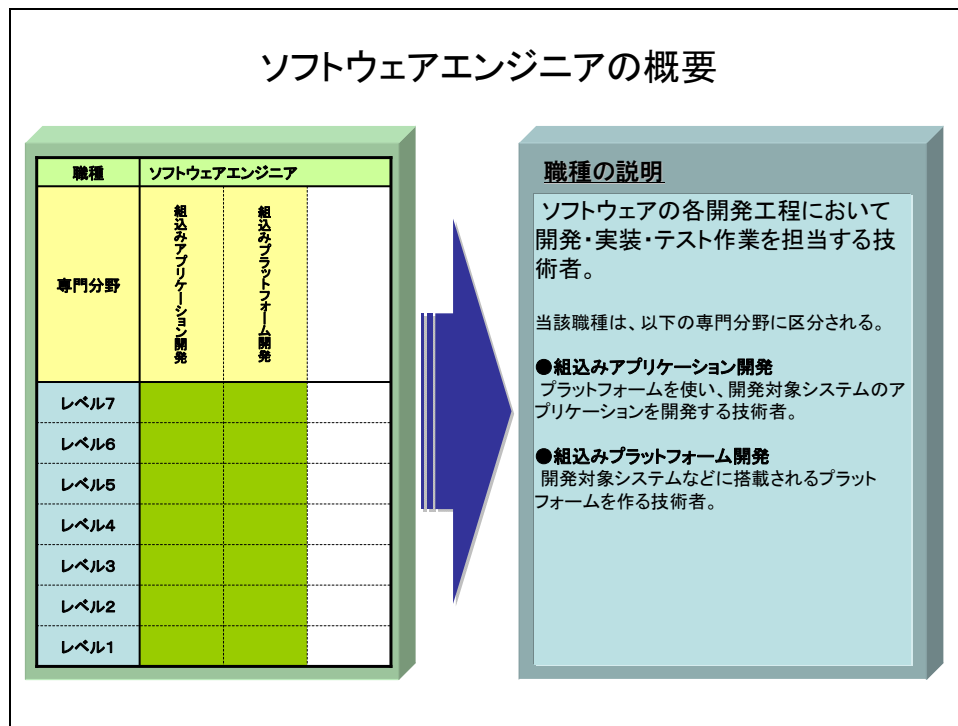 ソフトウェアエンジニアの概要
職種
ソフトウェアエンジニア
専門分野
組込みアプリケーション開発
組込みプラットフォーム開発
レベル7
レベル6
レベル5
レベル4
レベル3
レベル2
レベル1
職種の説明
ソフトウェアの各開発工程において
開発・実装・テスト作業を担当する技
術者。
当該職種は、以下の専門分野に区分される。
●組込みアプリケーション開発
プラットフォームを使い、開発対象システムのア
プリケーションを開発する技術者。
●組込みプラットフォーム開発
開発対象システムなどに搭載されるプラット
フォームを作る技術者。